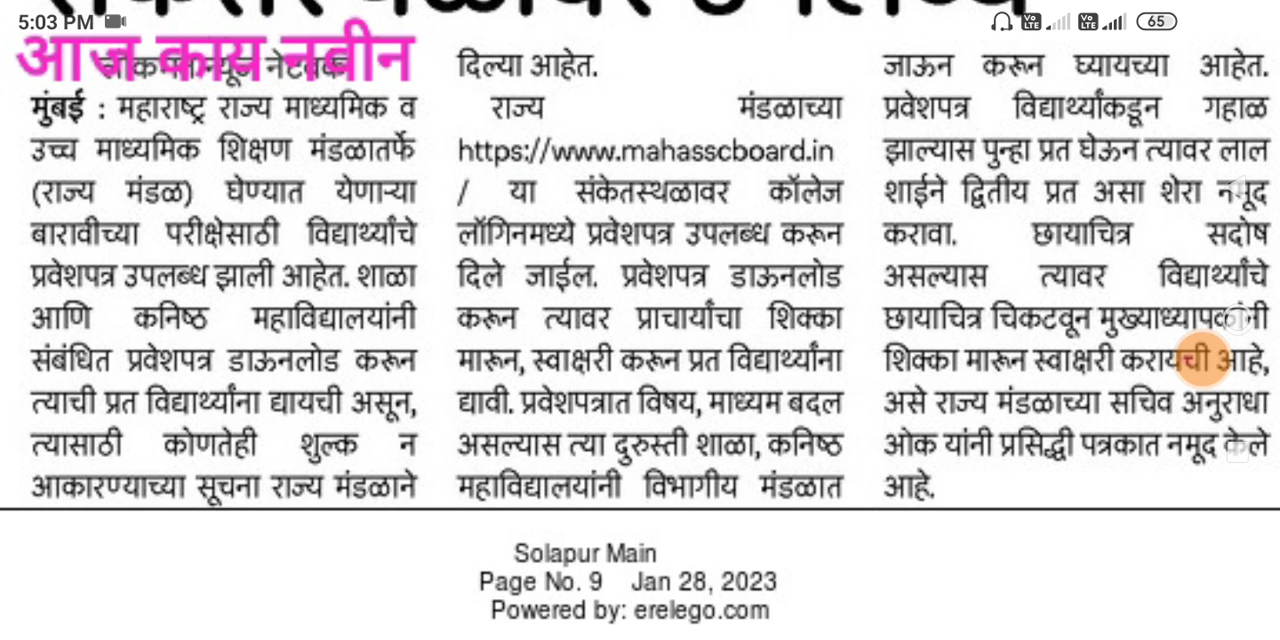 5:03 PM
65
आज काय नवीन
मुंबई : महाराष्ट्र राज्य माध्यमिक व
उच्च माध्यमिक शिक्षण मंडळातर्फे
(राज्य मंडळ) घेण्यात येणाऱ्या
बारावीच्या परीक्षेसाठी विद्यार्थ्यांचे
प्रवेशपत्र उपलब्ध झाली आहेत. शाळा
आणि कनिष्ठ महाविद्यालयांनी
संबंधित प्रवेशपत्र डाऊनलोड करून
त्याची प्रत विद्यार्थ्यांना द्यायची असून,
त्यासाठी कोणतेही शुल्क न
आकारण्याच्या सूचना राज्य मंडळाने
दिल्या आहेत.
राज्य मंडळाच्या
https://www.mahasscboard.in
/ या संकेतस्थळावर कॉलेज
लॉगिनमध्ये प्रवेशपत्र उपलब्ध करून
दिले जाईल. प्रवेशपत्र डाऊनलोड
करून त्यावर प्राचार्यांचा शिक्का
मारून, स्वाक्षरी करून प्रत विद्यार्थ्यांना
द्यावी. प्रवेशपत्रात विषय, माध्यम बदल
असल्यास त्या दुरुस्ती शाळा, कनिष्ठ
महाविद्यालयांनी विभागीय मंडळात
जाऊन करून घ्यायच्या आहेत.
प्रवेशपत्र विद्यार्थ्यांकडून गहाळ
झाल्यास पुन्हा प्रत घेऊन त्यावर लाल
शाईने द्वितीय प्रत असा शेरा नमूद
करावा. छायाचित्र सदोष
असल्यास त्यावर विद्यार्थ्यांचे
छायाचित्र चिकटवून मुख्याध्यापकांनी
शिक्का मारून स्वाक्षरी करायची आहे,
असे राज्य मंडळाच्या सचिव अनुराधा
ओक यांनी प्रसिद्धी पत्रकात नमूद केले
आहे.
Solapur Main
Page No. 9 Jan 28, 2023
Powered by: erelego.com